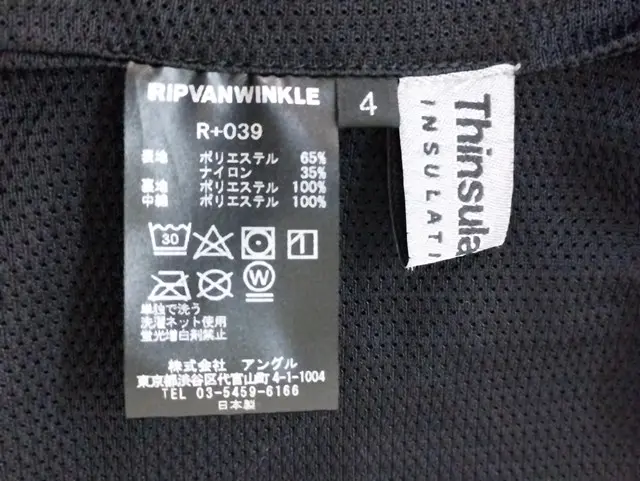 RIPVANWINKLE
R+039
表地 ポリエステル 65%
ナイロン 35%
裏地 ポリエステル 100%
中綿 ポリエステル 100%
30
W
単独で洗う
洗濯ネット使用
蛍光増白剤禁止
株式会社 アングル
東京都渋谷区代官山町4-1-1004
TEL 03-5459-6166
日本製
4
Thinsula
INSULATI